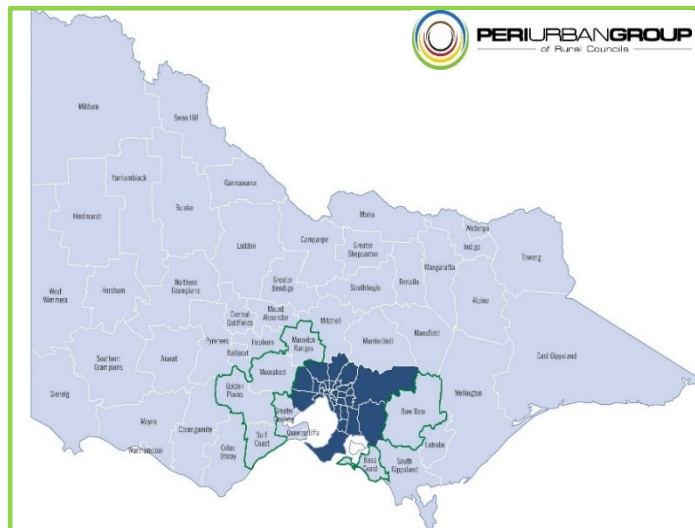 PERIURBANGROUP
of Rural Councils
Mildura
Swan Hill
Yarriambiack
Gannawarra
Hindmarsh
Buloke
Loddon
Campaspe
Moira
Greater
Shepparton
Wodonga
Indigo
Towong
Wangaratta
West
Wimmera
Horsham
Northern
Grampians
Greater
Bendigo
Strathbogie
Benalla
Alpine
Central
Goldfields
Mount
Alexander
Mitchell
Mansfield
Murrindindi
East Gippsland
Southern
Grampians
Ararat
Pyrenees
Hepburn
Macedon
Ranges
Ballarat
Moorabool
Wellington
Glenelg
Golden
Plains
Greater
Geelong
Baw Baw
Moyne
Corangamite
Surf
Coast
Queenscliffe
Latrobe
Warrnambool
Colac
Otway
Bass
Coast
South
Gippsland